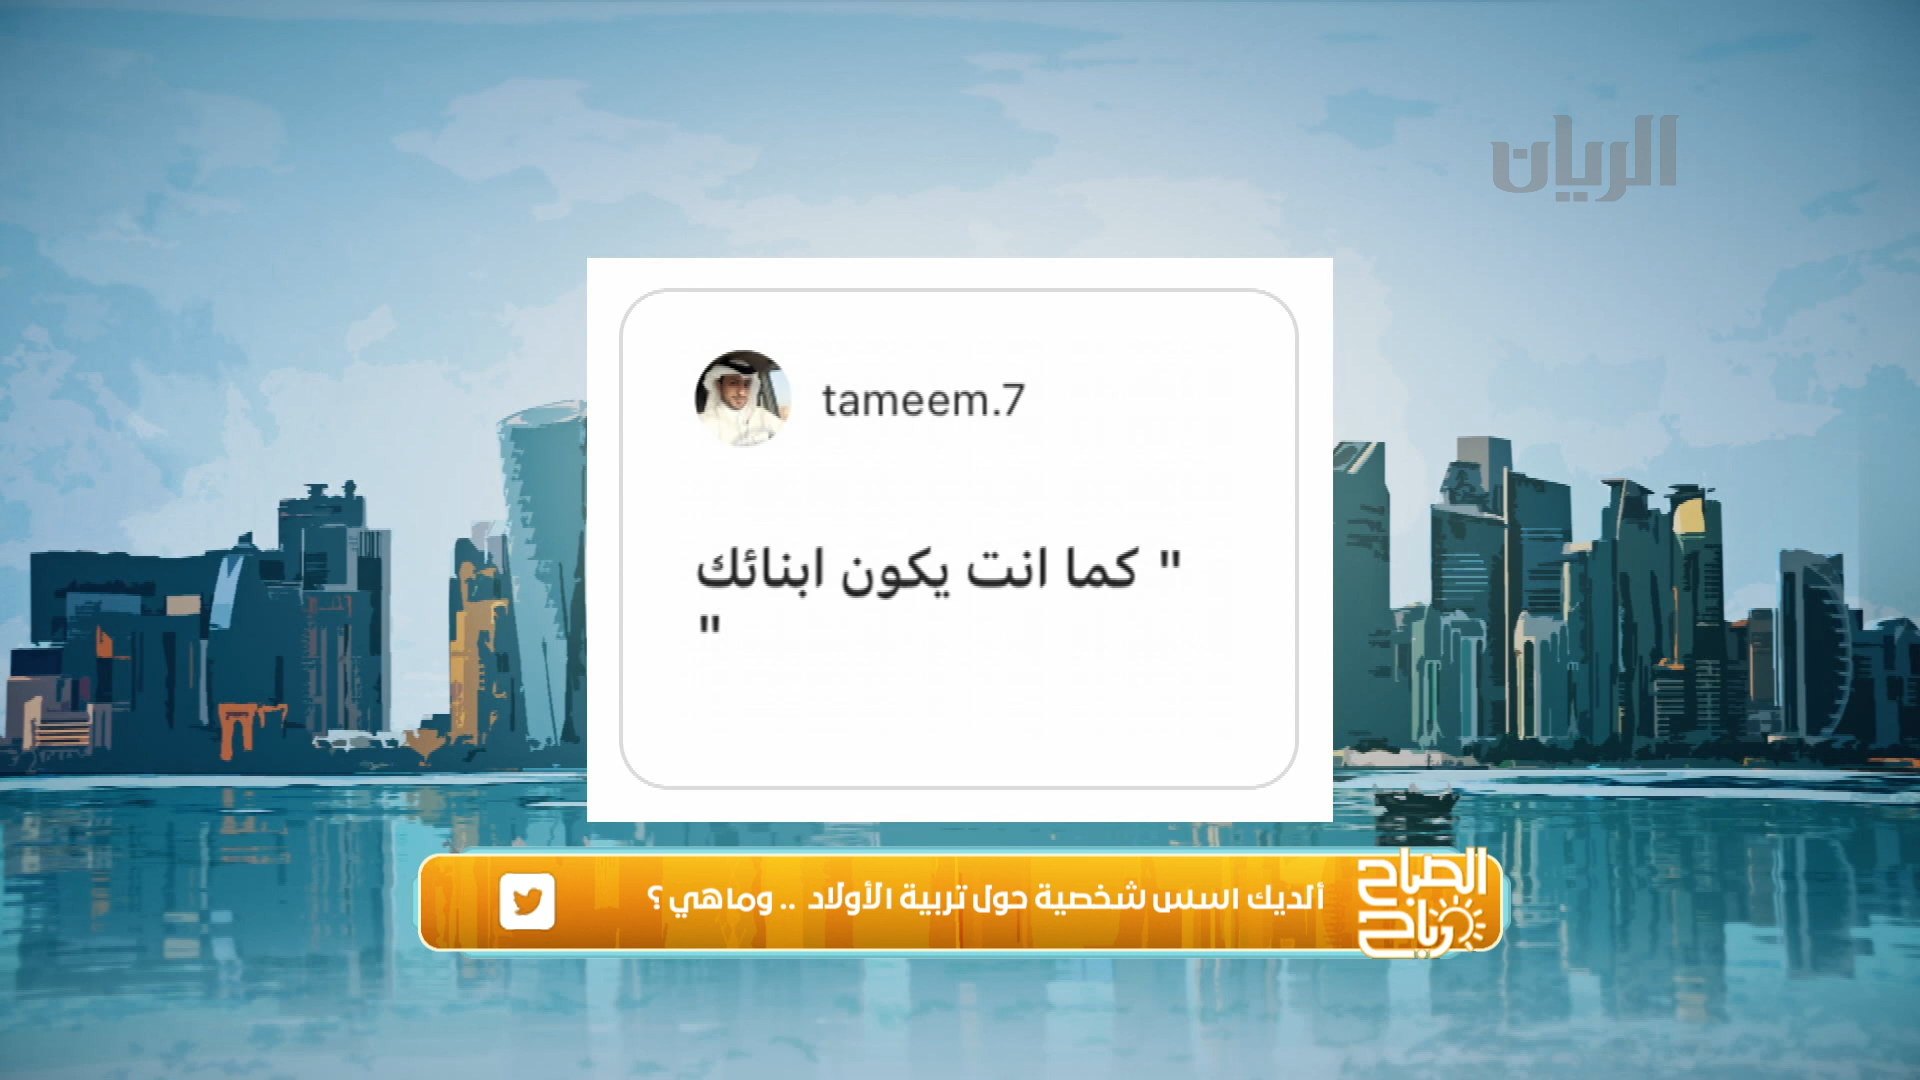 الريان
tameem.7
" كما انت يكون ابنائك
"
ألديك اسس شخصية حول تربية الأولاد .. وماهي ؟
الصباح
رباح